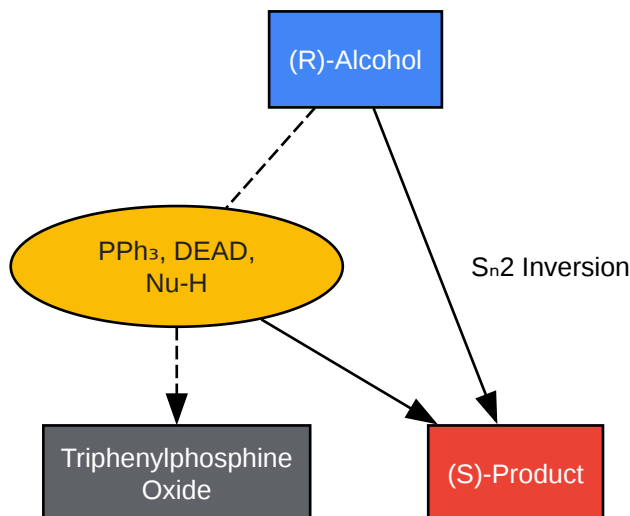 (R)-Alcohol
PPh₃, DEAD,
Nu-H
Sₙ2 Inversion
Triphenylphosphine
Oxide
(S)-Product